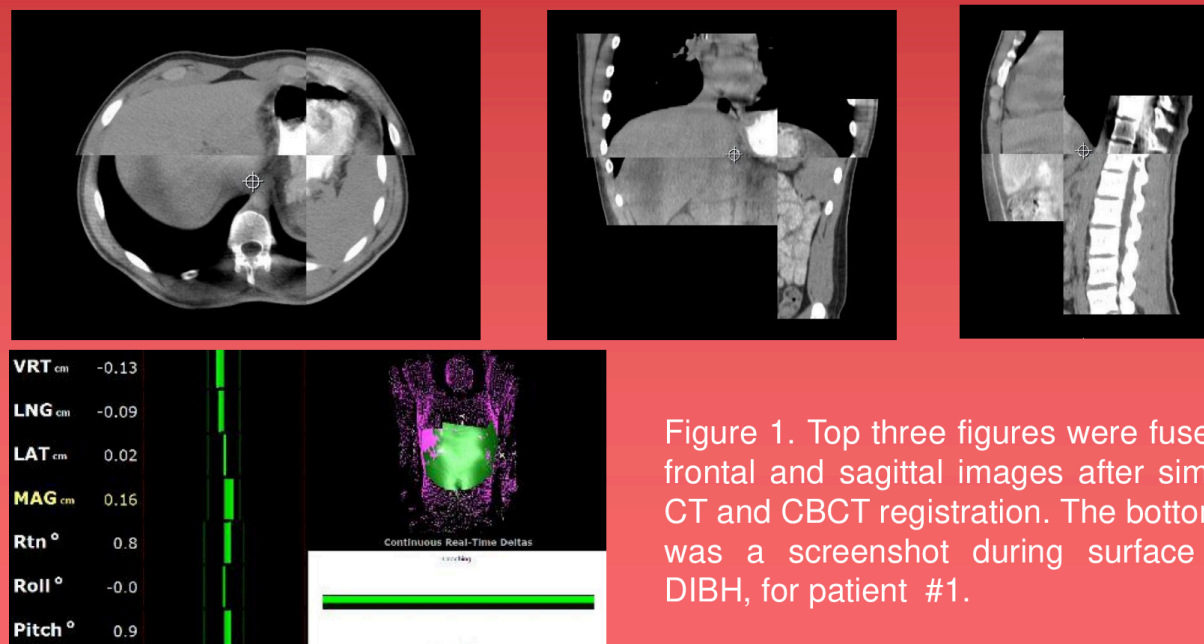 VRT cm -0.13
LNG cm -0.09
LAT cm 0.02
MAG cm 0.16
Rtn ° 0.8
Roll ° -0.0
Pitch ° 0.9
Continuous Real-Time Deltas
Figure 1. Top three figures were fuse
frontal and sagittal images after sim
CT and CBCT registration. The bottor
was a screenshot during surface
DIBH, for patient #1.